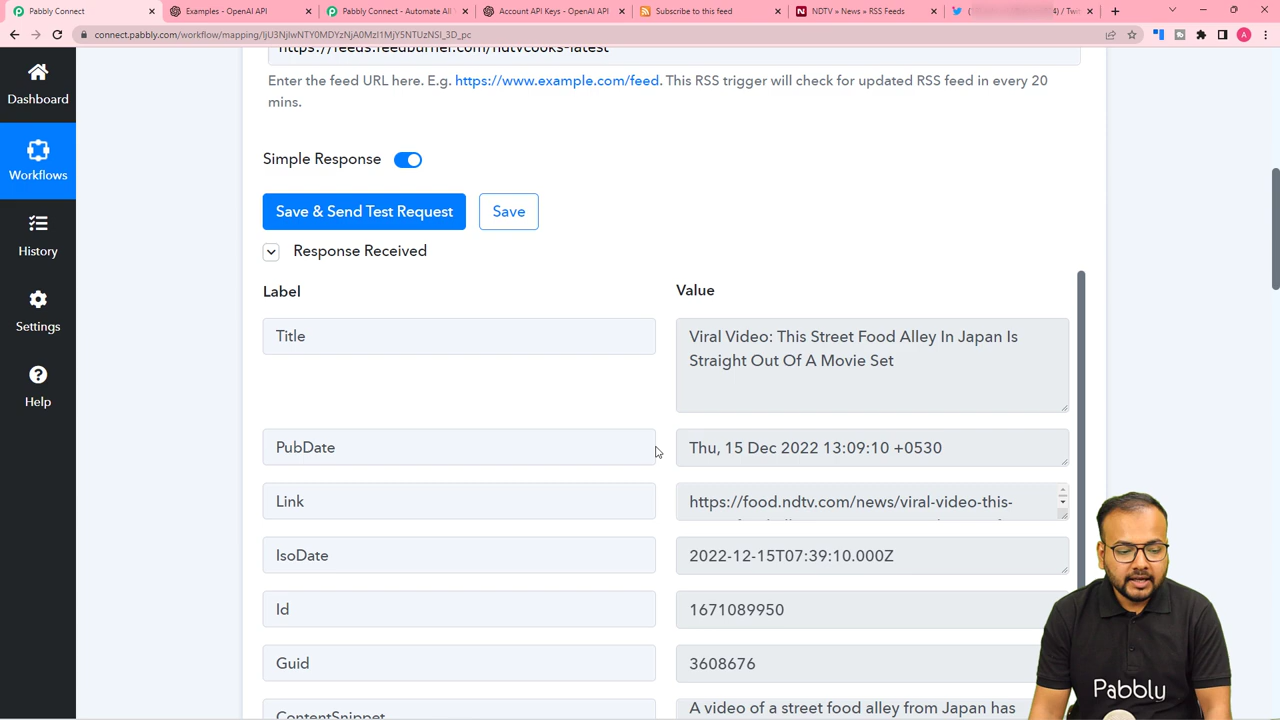 Pabbly Connect
Examples - OpenAI API
Pabbly Connect - Automate All
Account API Keys - OpenAI API
Subscribe to this feed
NDTV » News » RSS Feeds
4) / Twit
connect.pabbly.com/workflow/mapping/
https://feeds.feedburner.com/ndtvcooks-latest
Enter the feed URL here. E.g. https://www.example.com/feed. This RSS trigger will check for updated RSS feed in every 20
mins.
Dashboard
Workflows
History
Settings
Help
Simple Response
Save & Send Test Request
Save
Response Received
Label
Value
Title
Viral Video: This Street Food Alley In Japan Is
Straight Out Of A Movie Set
PubDate
Thu, 15 Dec 2022 13:09:10 +0530
Link
https://food.ndtv.com/news/viral-video-this-
IsoDate
2022-12-15T07:39:10.000Z
Id
1671089950
Guid
3608676
ContentSnippet
A video of a street food alley from Japan has
Pabbly